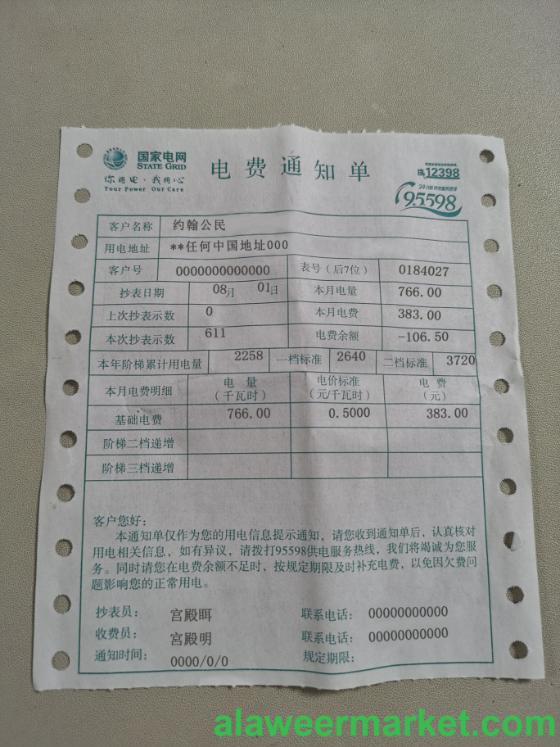 国家电网
STATE GRID
你用电·我用心
Your Power Our Care
电费通知单
12398
95598
客户名称 约翰公民
用电地址 **任何中国地址000
客户号 0000000000000 表号（后7位） 0184027
抄表日期 08月 01日 本月电量 766.00
上次抄表示数 0 本月电费 383.00
本次抄表示数 611 电费余额 -106.50
本年阶梯累计用电量 2258 一档标准 2640 二档标准 3720
本月电费明细 电 量（千瓦时） 电价标准（元/千瓦时） 电 费（元）
基础电费 766.00 0.5000 383.00
阶梯二档递增
阶梯三档递增
客户您好：
本通知单仅作为您的用电信息提示通知，请您收到通知单后，认真核对
用电相关信息，如有异议，请拨打95598供电服务热线，我们将竭诚为您服
务。同时请您在电费余额不足时，按规定期限及时补充电费，以免因欠费问
题影响您的正常用电。
抄表员： 宫殿明 联系电话： 00000000000
收费员： 宫殿明 联系电话： 00000000000
通知时间： 0000/0/0 规定期限：
alaweermarket.com